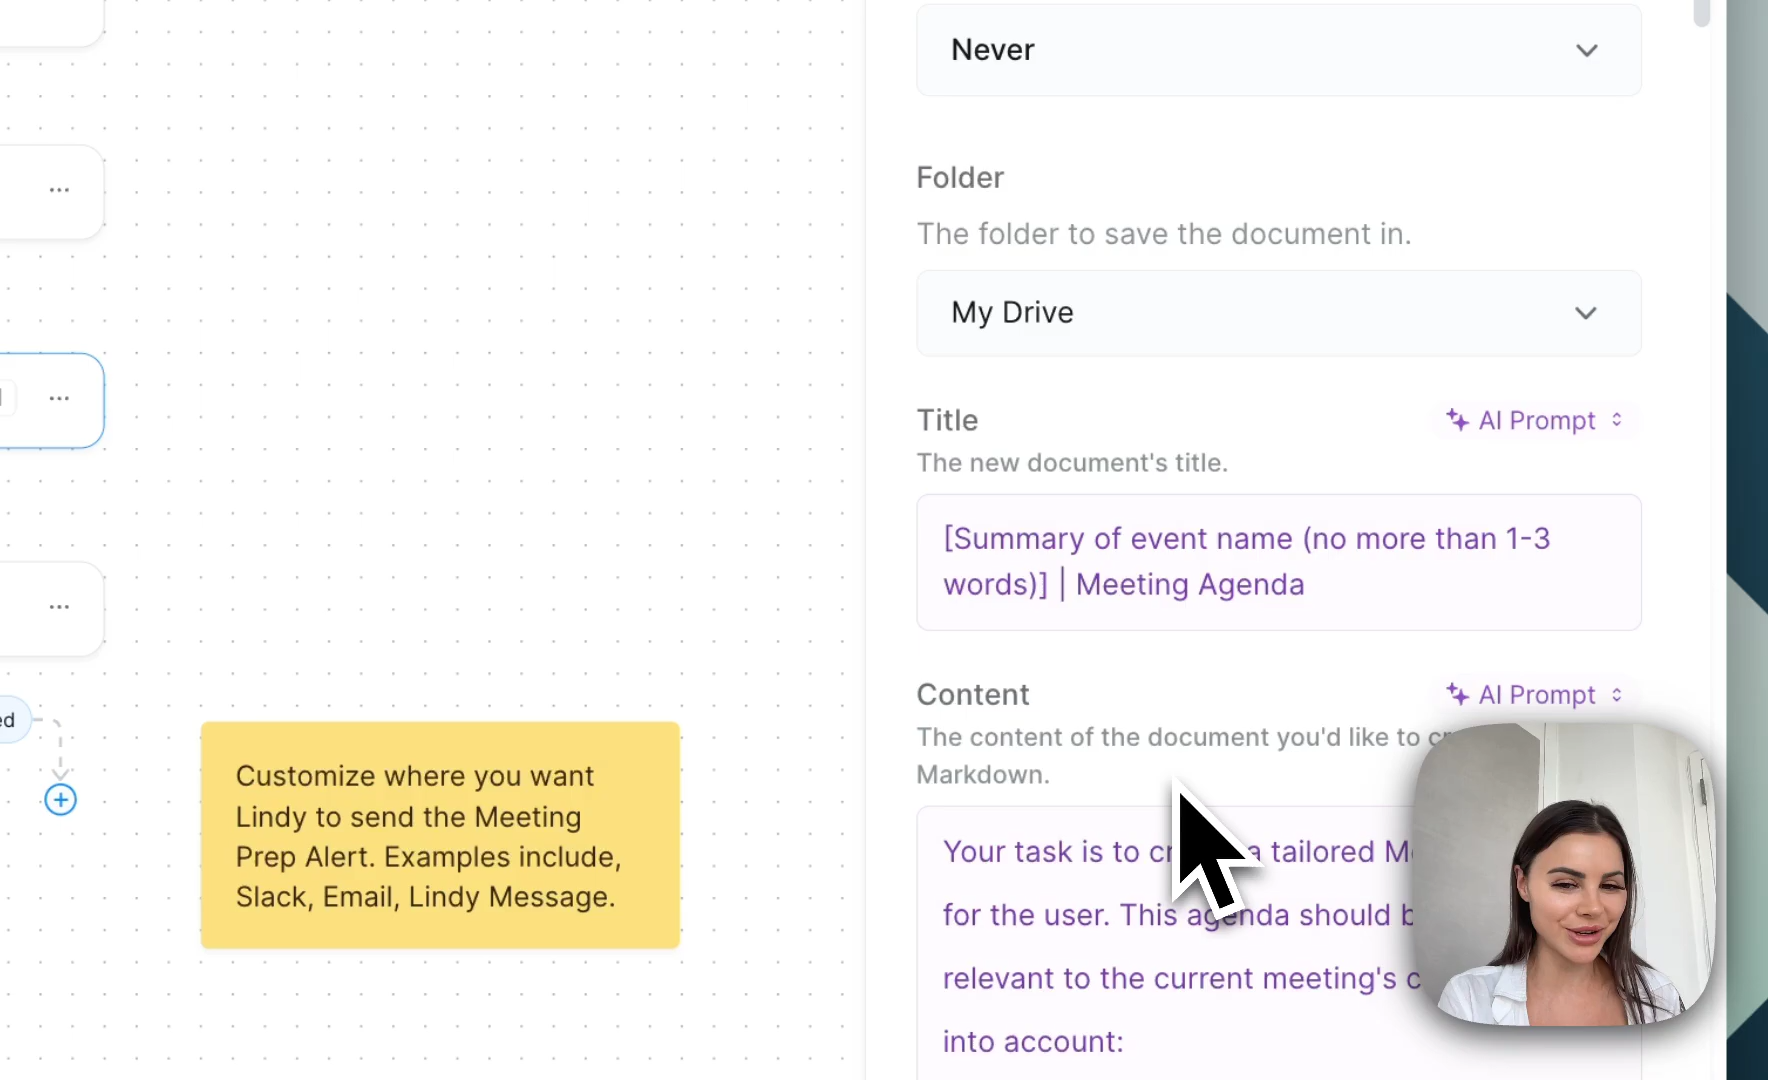 Never
Folder
The folder to save the document in.
My Drive
Title
AI Prompt
The new document's title.
[Summary of event name (no more than 1-3
words)] | Meeting Agenda
Content
AI Prompt
The content of the document you'd like to
Markdown.
Your task is to a tailored
for the user. This agenda should
relevant to the current meeting's
into account:
ed
Customize where you want
Lindy to send the Meeting
Prep Alert. Examples include,
Slack, Email, Lindy Message.